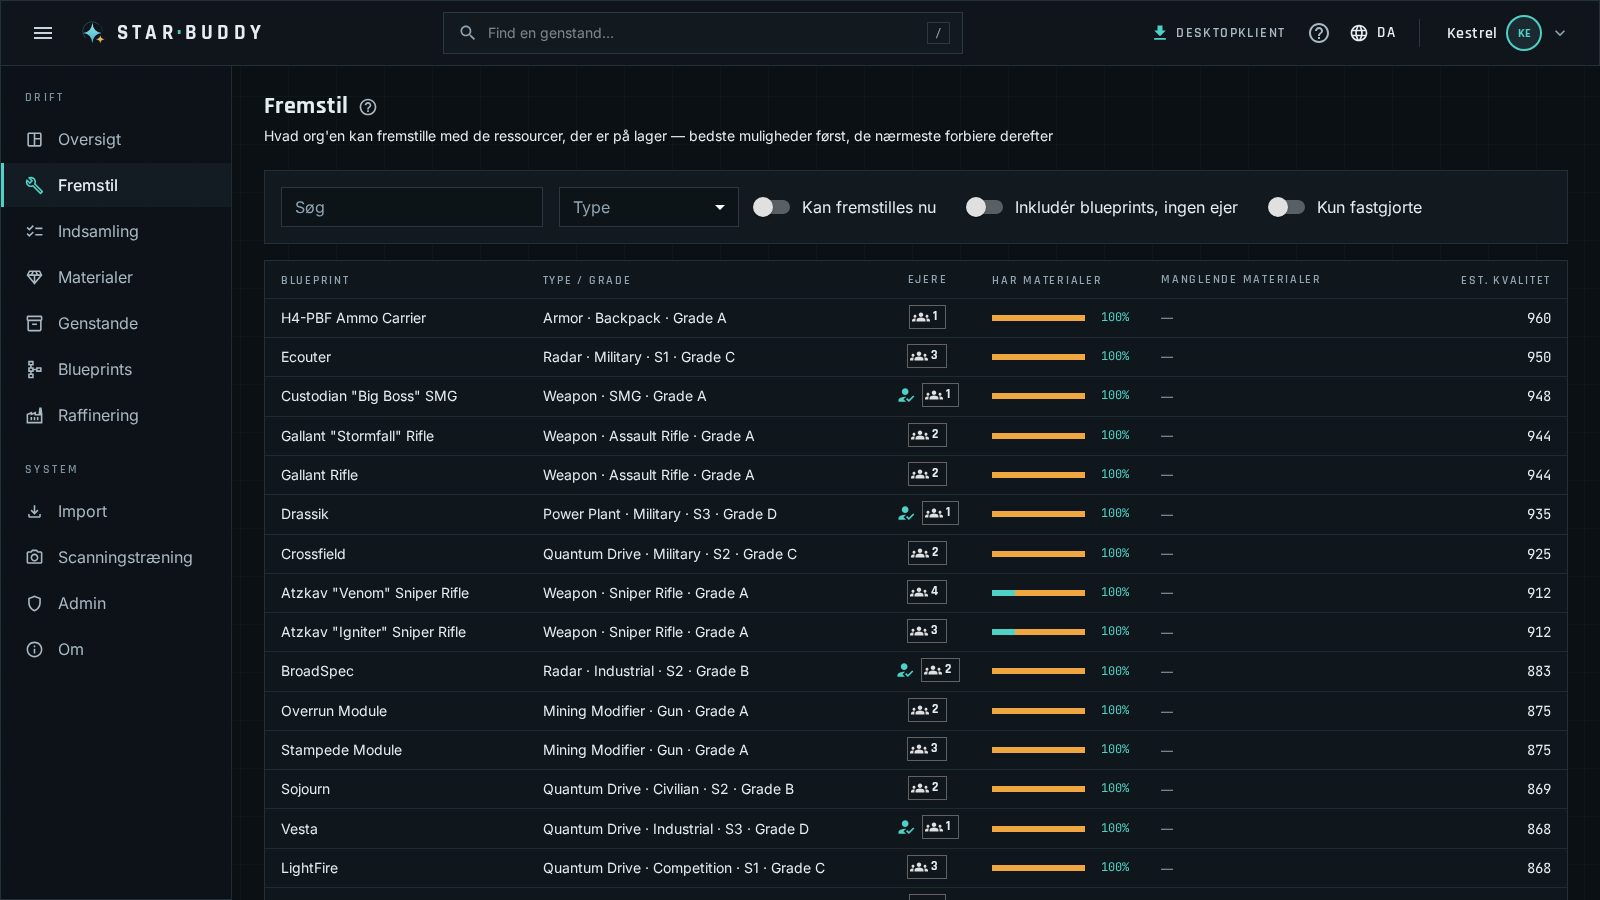 STAR·BUDDY
Find en genstand...
/
DESKTOPKLIENT
DA
Kestrel
KE
DRIFT
Oversigt
Fremstil
Indsamling
Materialer
Genstande
Blueprints
Raffinering
SYSTEM
Import
Scanningstræning
Admin
Om
Fremstil
Hvad org'en kan fremstille med de ressourcer, der er på lager — bedste muligheder først, de nærmeste forbiere derefter
Søg
Type
Kan fremstilles nu
Inkludér blueprints, ingen ejer
Kun fastgjorte
BLUEPRINT TYPE / GRADE EJERE HAR MATERIALER MANGLENDE MATERIALER EST. KVALITET
H4-PBF Ammo Carrier Armor · Backpack · Grade A 1 100% — 960
Ecouter Radar · Military · S1 · Grade C 3 100% — 950
Custodian "Big Boss" SMG Weapon · SMG · Grade A 1 100% — 948
Gallant "Stormfall" Rifle Weapon · Assault Rifle · Grade A 2 100% — 944
Gallant Rifle Weapon · Assault Rifle · Grade A 2 100% — 944
Drassik Power Plant · Military · S3 · Grade D 1 100% — 935
Crossfield Quantum Drive · Military · S2 · Grade C 2 100% — 925
Atzkav "Venom" Sniper Rifle Weapon · Sniper Rifle · Grade A 4 100% — 912
Atzkav "Igniter" Sniper Rifle Weapon · Sniper Rifle · Grade A 3 100% — 912
BroadSpec Radar · Industrial · S2 · Grade B 2 100% — 883
Overrun Module Mining Modifier · Gun · Grade A 2 100% — 875
Stampede Module Mining Modifier · Gun · Grade A 3 100% — 875
Sojourn Quantum Drive · Civilian · S2 · Grade B 2 100% — 869
Vesta Quantum Drive · Industrial · S3 · Grade D 1 100% — 868
LightFire Quantum Drive · Competition · S1 · Grade C 3 100% — 868